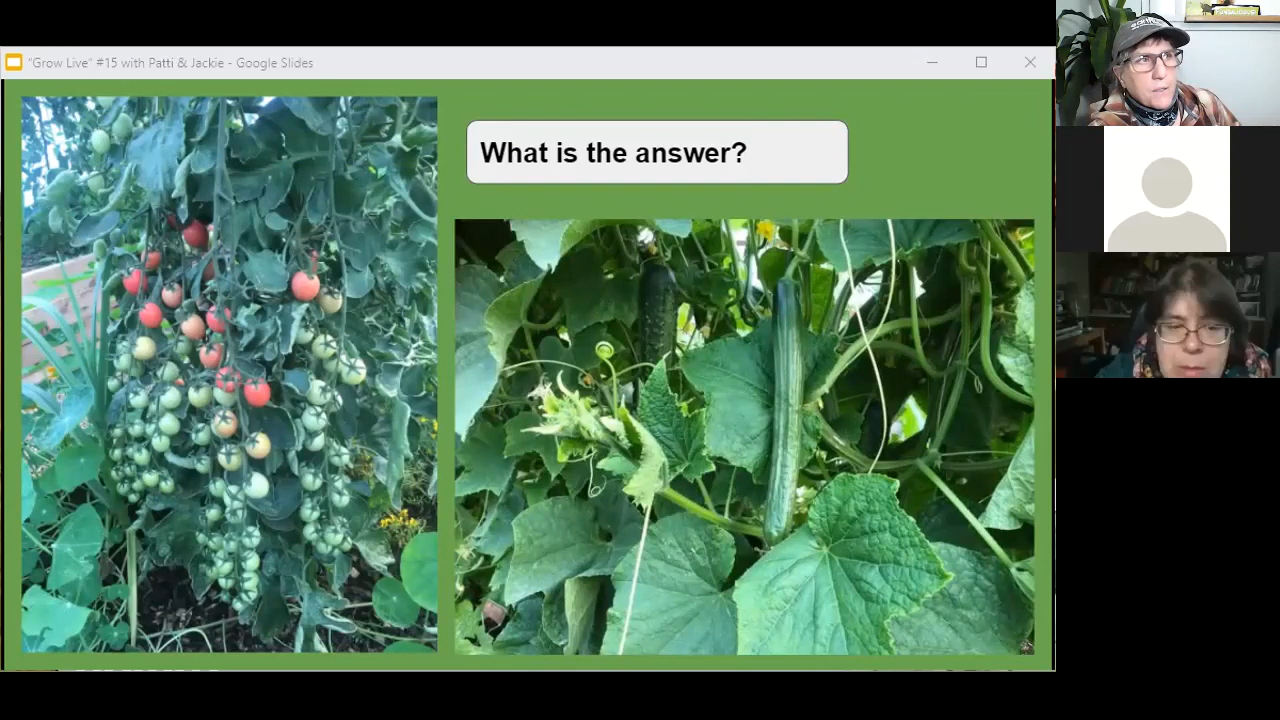 "Grow Live" #15 with Patti & Jackie - Google Slides
What is the answer?